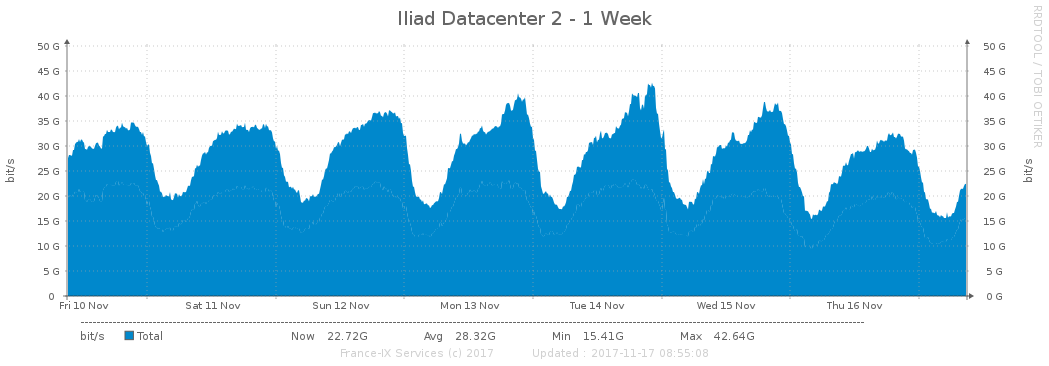 Iliad Datacenter 2 - 1 Week
RRDTOOL / TOBI OETIKER
bit/s
50 G
45 G
40 G
35 G
30 G
25 G
20 G
15 G
10 G
5 G
0
50 G
45 G
40 G
35 G
30 G
25 G
20 G
15 G
10 G
5 G
0 G
bit/s
Fri 10 Nov Sat 11 Nov Sun 12 Nov Mon 13 Nov Tue 14 Nov Wed 15 Nov Thu 16 Nov
bit/s Total Now 22.72G Avg 28.32G Min 15.41G Max 42.64G
France-IX Services (c) 2017 Updated : 2017-11-17 08:55:08